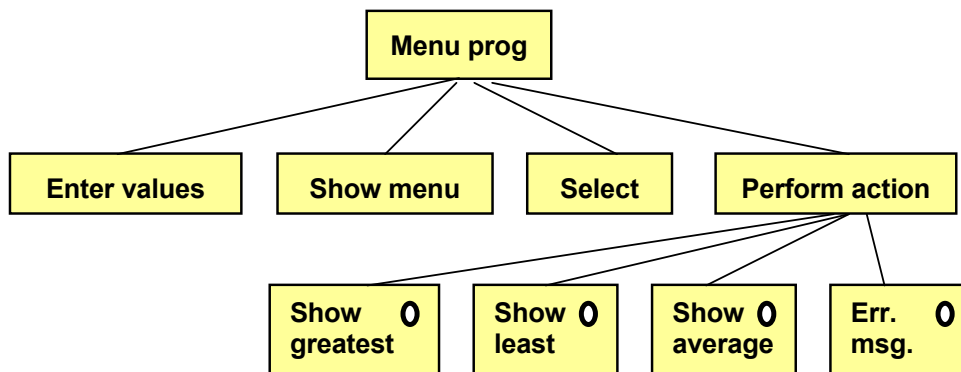 Menu prog
Enter values
Show menu
Select
Perform action
Show
greatest
Show
least
Show
average
Err.
msg.